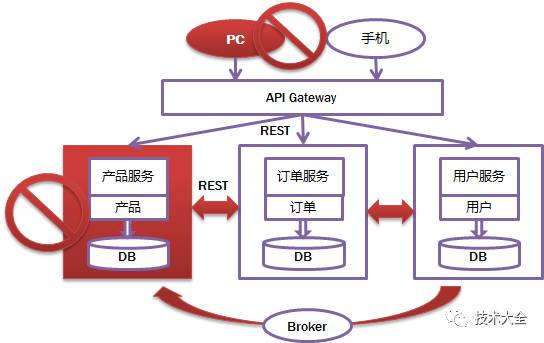 PC
手机
API Gateway
REST
产品服务
产品
DB
REST
订单服务
订单
DB
用户服务
用户
DB
Broker
技术大全